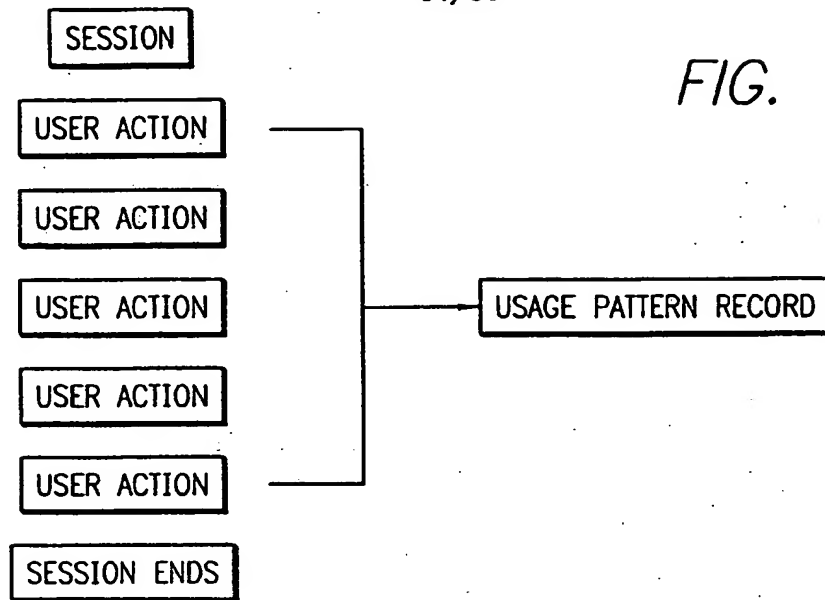 SESSION
FIG.
USER ACTION
USER ACTION
USER ACTION
USAGE PATTERN RECORD
USER ACTION
USER ACTION
SESSION ENDS